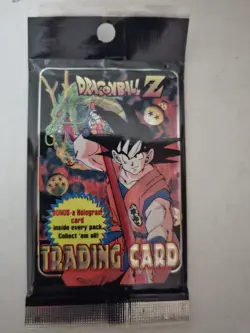 DRAGONBALL Z
BONUS-a Hologram
card
inside every pack.
Collect 'em all!
TRADING CARD